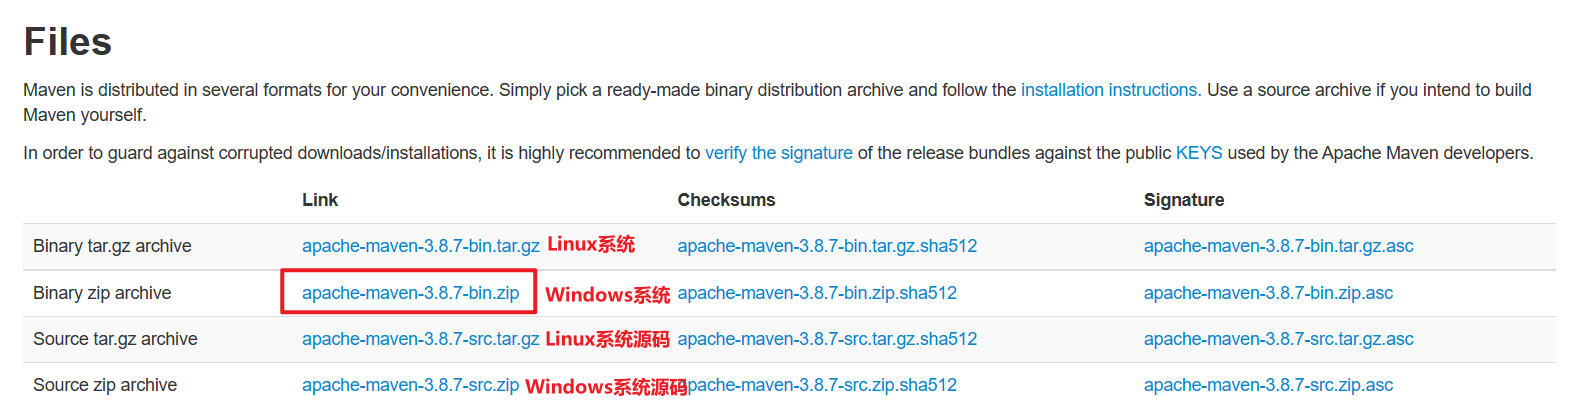 Files
Maven is distributed in several formats for your convenience. Simply pick a ready-made binary distribution archive and follow the installation instructions. Use a source archive if you intend to build
Maven yourself.
In order to guard against corrupted downloads/installations, it is highly recommended to verify the signature of the release bundles against the public KEYS used by the Apache Maven developers.
Link Checksums Signature
Binary tar.gz archive apache-maven-3.8.7-bin.tar.gz Linux系统 apache-maven-3.8.7-bin.tar.gz.sha512 apache-maven-3.8.7-bin.tar.gz.asc
Binary zip archive apache-maven-3.8.7-bin.zip Windows系统 apache-maven-3.8.7-bin.zip.sha512 apache-maven-3.8.7-bin.zip.asc
Source tar.gz archive apache-maven-3.8.7-src.tar.gz Linux系统源码 apache-maven-3.8.7-src.tar.gz.sha512 apache-maven-3.8.7-src.tar.gz.asc
Source zip archive apache-maven-3.8.7-src.zip Windows系统源码 apache-maven-3.8.7-src.zip.sha512 apache-maven-3.8.7-src.zip.asc